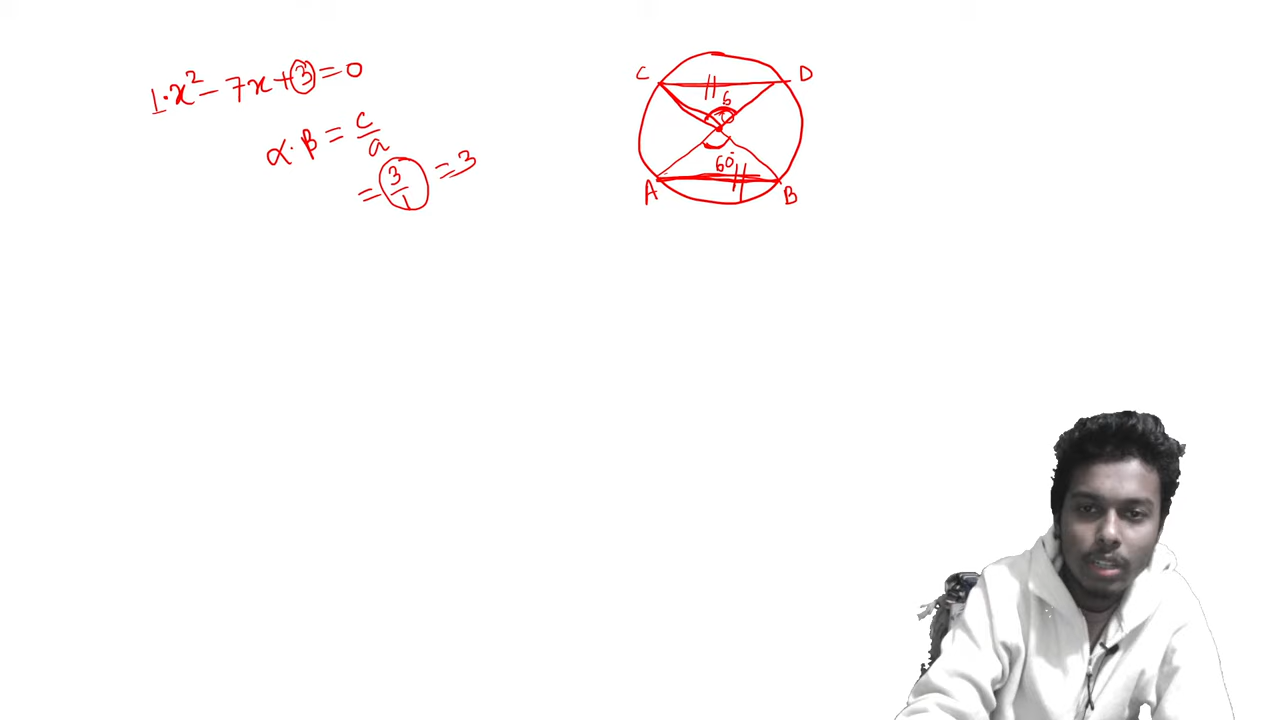 1·x² - 7x + 3 = 0
α·β = c/a
= 3/1 = 3
C D
6
60°
A B